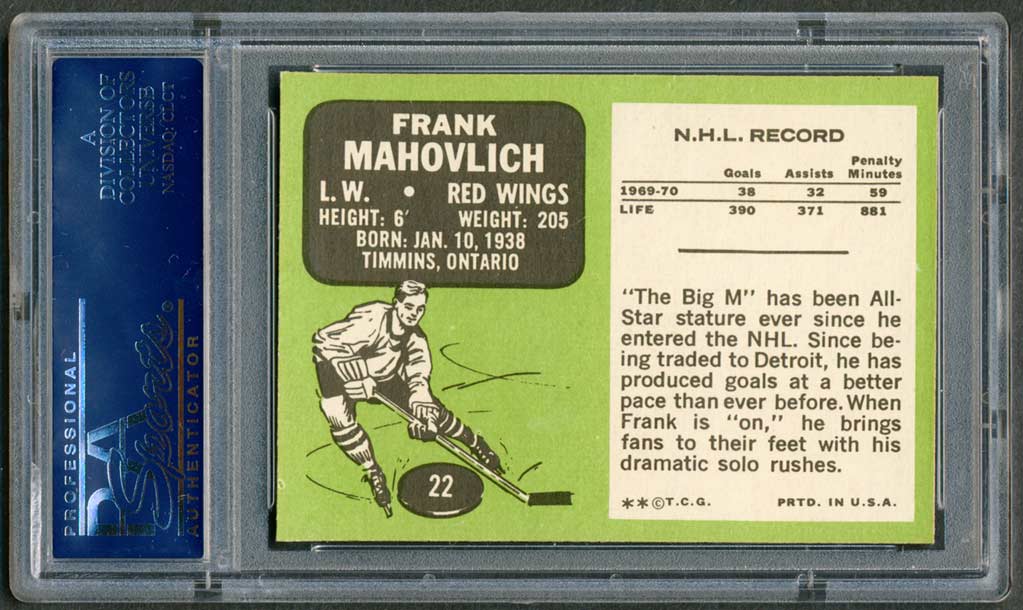 A
DIVISION OF
COLLECTORS
UNIVERSE
NASDAQ: CLCT
PROFESSIONAL
PSA
Sports®
AUTHENTICATOR
FRANK
MAHOVLICH
L.W. • RED WINGS
HEIGHT: 6′ WEIGHT: 205
BORN: JAN. 10, 1938
TIMMINS, ONTARIO
22
N.H.L. RECORD
Goals Assists Penalty Minutes
1969-70 38 32 59
LIFE 390 371 881
"The Big M" has been All-
Star stature ever since he
entered the NHL. Since be-
ing traded to Detroit, he has
produced goals at a better
pace than ever before. When
Frank is "on," he brings
fans to their feet with his
dramatic solo rushes.
**©T.C.G. PRTD. IN U.S.A.